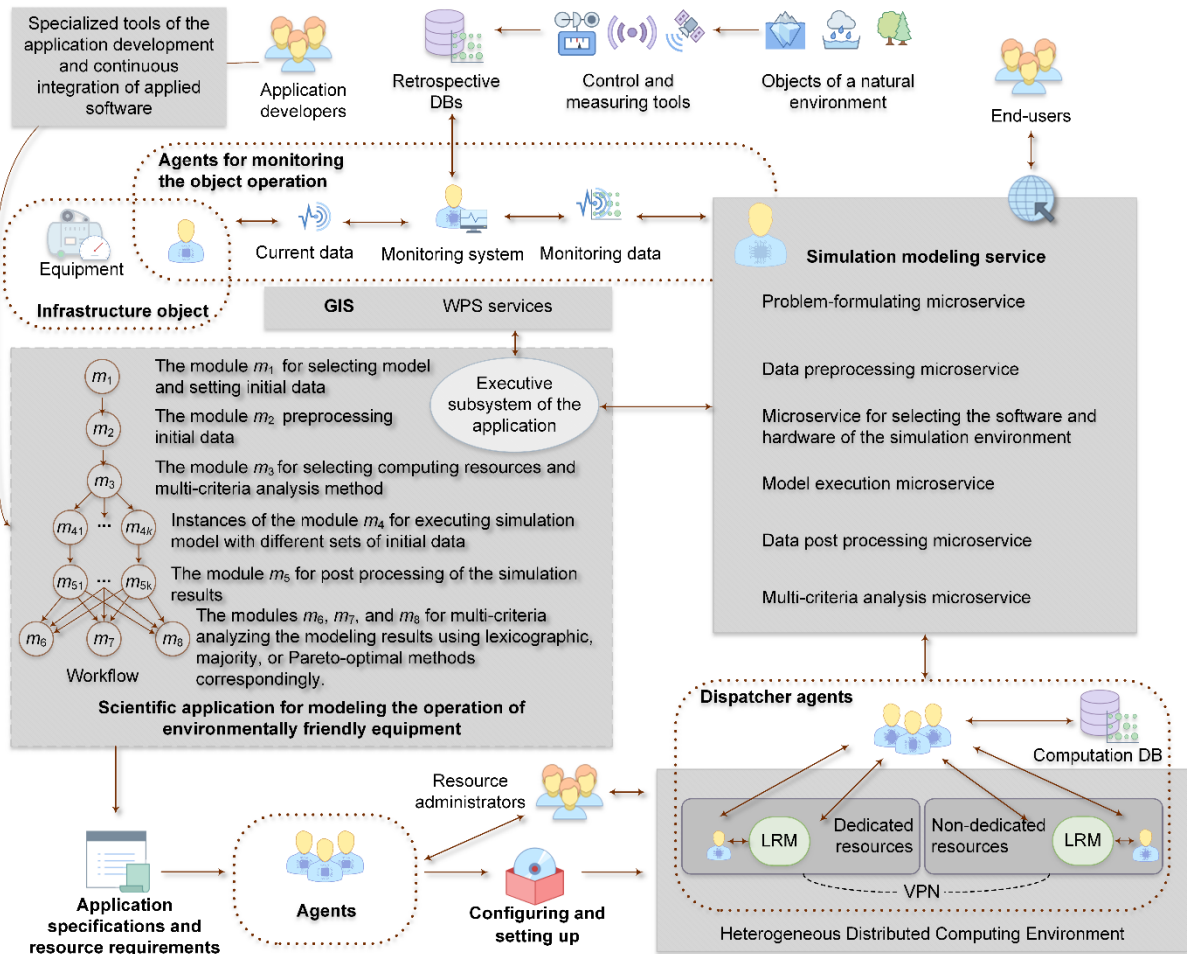 Specialized tools of the
application development
and continuous
integration of applied
software
Application
developers
Retrospective
DBs
Control and
measuring tools
Objects of a natural
environment
End-users
Agents for monitoring
the object operation
Equipment
Infrastructure object
Current data
Monitoring system
Monitoring data
GIS
WPS services
Executive
subsystem of the
application
Simulation modeling service
Problem-formulating microservice
Data preprocessing microservice
Microservice for selecting the software and
hardware of the simulation environment
Model execution microservice
Data post processing microservice
Multi-criteria analysis microservice
m1
The module m1 for selecting model
and setting initial data
m2
The module m2 preprocessing
initial data
m3
The module m3 for selecting computing resources and
multi-criteria analysis method
m41 ... m4k
Instances of the module m4 for executing simulation
model with different sets of initial data
m51 ... m5k
The module m5 for post processing of the simulation
results
m6 m7 m8
The modules m6, m7, and m8 for multi-criteria
analyzing the modeling results using lexicographic,
majority, or Pareto-optimal methods
correspondingly.
Workflow
Scientific application for modeling the operation of
environmentally friendly equipment
Dispatcher agents
Computation DB
Resource
administrators
LRM
Dedicated
resources
Non-dedicated
resources
LRM
VPN
Heterogeneous Distributed Computing Environment
Application
specifications and
resource requirements
Agents
Configuring and
setting up